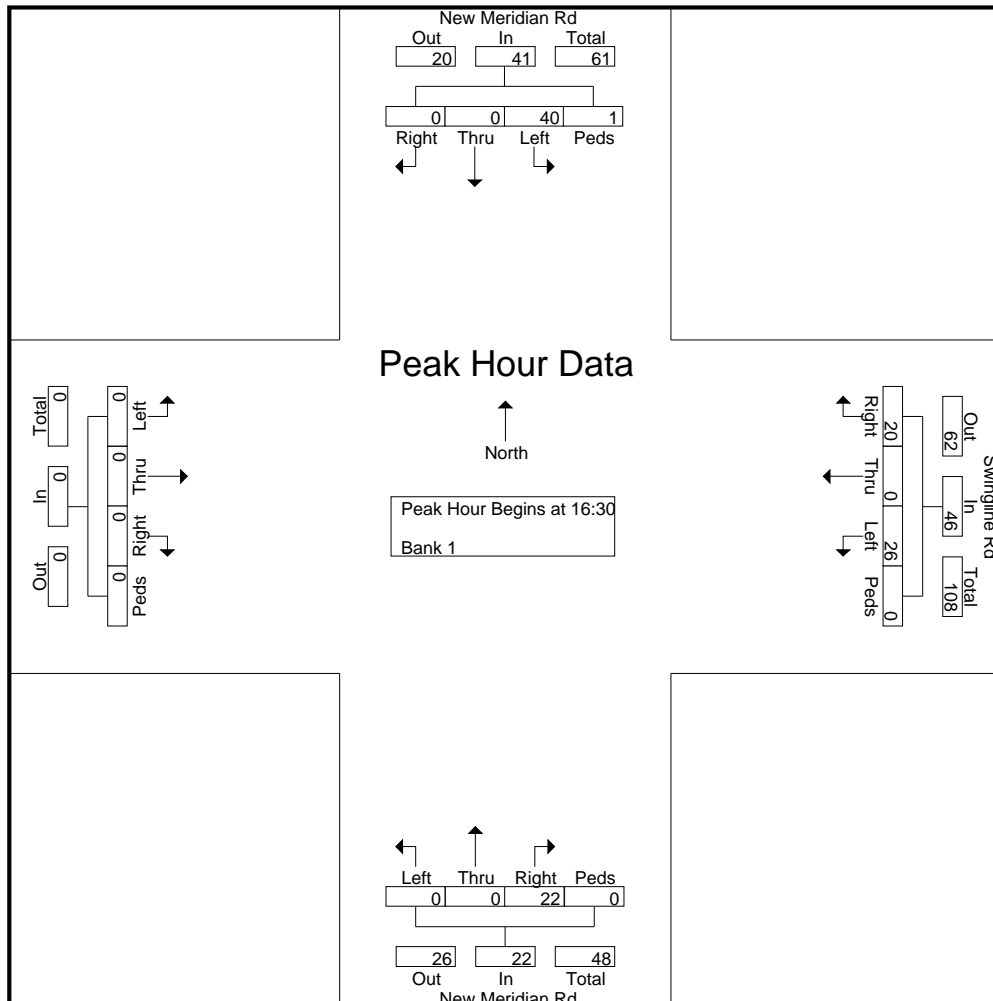 New Meridian Rd
Out In Total
20 41 61
0 0 40 1
Right Thru Left Peds
Peak Hour Data
North
Peak Hour Begins at 16:30
Bank 1
Total In Out
0 0 0
0 0 0 0
Left Thru Right Peds
Right Thru Left Peds
20 0 26 0
62 46 108
Out In Total
Swingline Rd
Left Thru Right Peds
0 0 22 0
26 22 48
Out In Total
New Meridian Rd